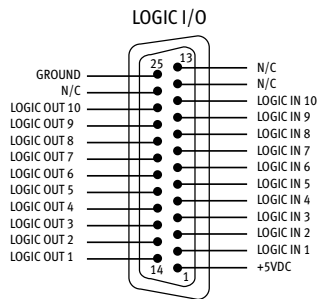 LOGIC I/O
25
13
GROUND
N/C
LOGIC OUT 10
LOGIC OUT 9
LOGIC OUT 8
LOGIC OUT 7
LOGIC OUT 6
LOGIC OUT 5
LOGIC OUT 4
LOGIC OUT 3
LOGIC OUT 2
LOGIC OUT 1
N/C
N/C
LOGIC IN 10
LOGIC IN 9
LOGIC IN 8
LOGIC IN 7
LOGIC IN 6
LOGIC IN 5
LOGIC IN 4
LOGIC IN 3
LOGIC IN 2
LOGIC IN 1
+5VDC
14
1